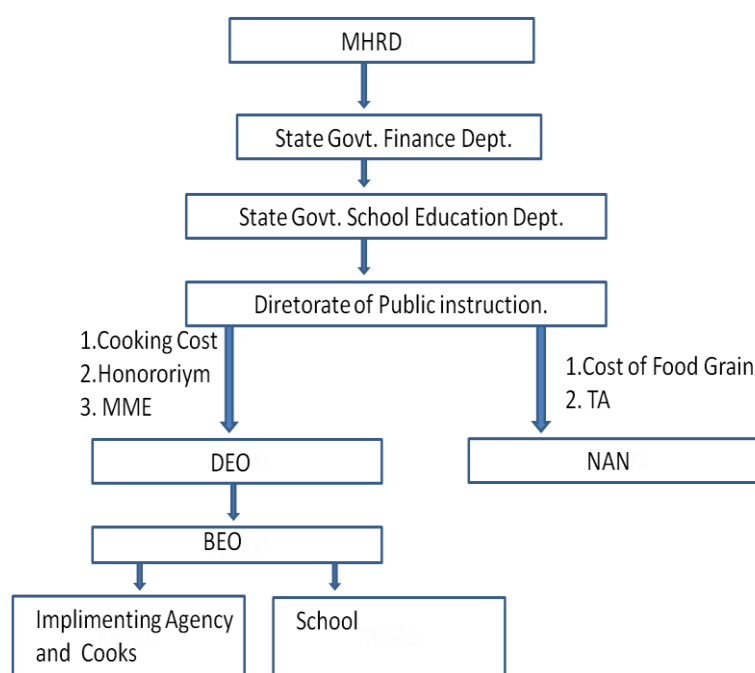 MHRD
State Govt. Finance Dept.
State Govt. School Education Dept.
Diretorate of Public instruction.
1.Cooking Cost
2.Honororiym
3. MME
1.Cost of Food Grain
2. TA
DEO
NAN
BEO
Implimenting Agency
and Cooks
School